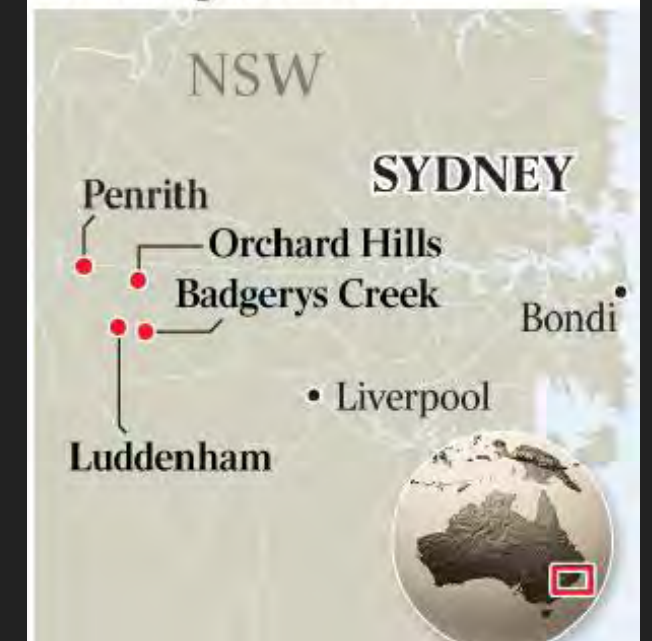 NSW
SYDNEY
Penrith
Orchard Hills
Badgerys Creek
Bondi
Liverpool
Luddenham